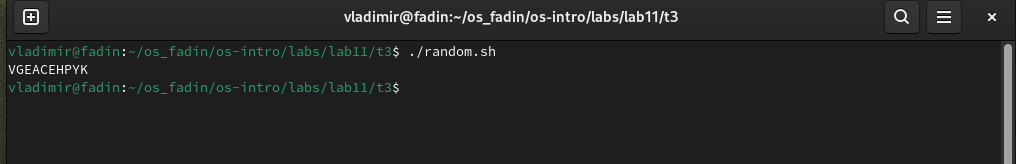 vladimir@fadin:~/os_fadin/os-intro/labs/lab11/t3
vladimir@fadin:~/os_fadin/os-intro/labs/lab11/t3$ ./random.sh
VGEACEHPYK
vladimir@fadin:~/os_fadin/os-intro/labs/lab11/t3$